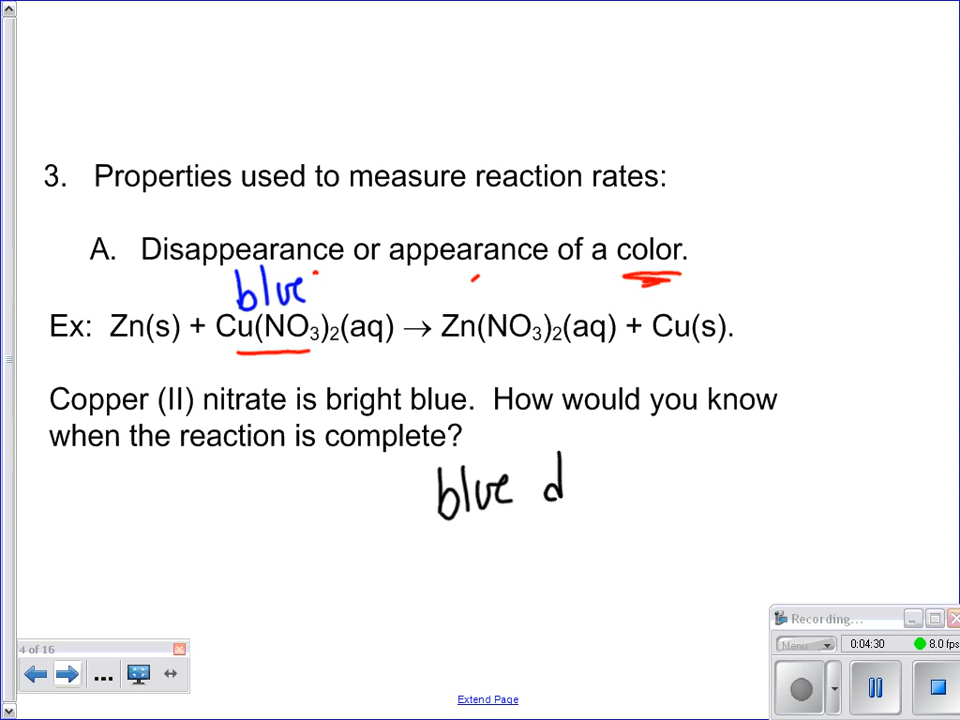 3. Properties used to measure reaction rates:
A. Disappearance or appearance of a color.
blue
Ex: Zn(s) + Cu(NO₃)₂(aq) → Zn(NO₃)₂(aq) + Cu(s).
Copper (II) nitrate is bright blue. How would you know
when the reaction is complete?
blue d
Recording...
Menu 0:04:30 8.0 fps
4 of 16
...
Extend Page